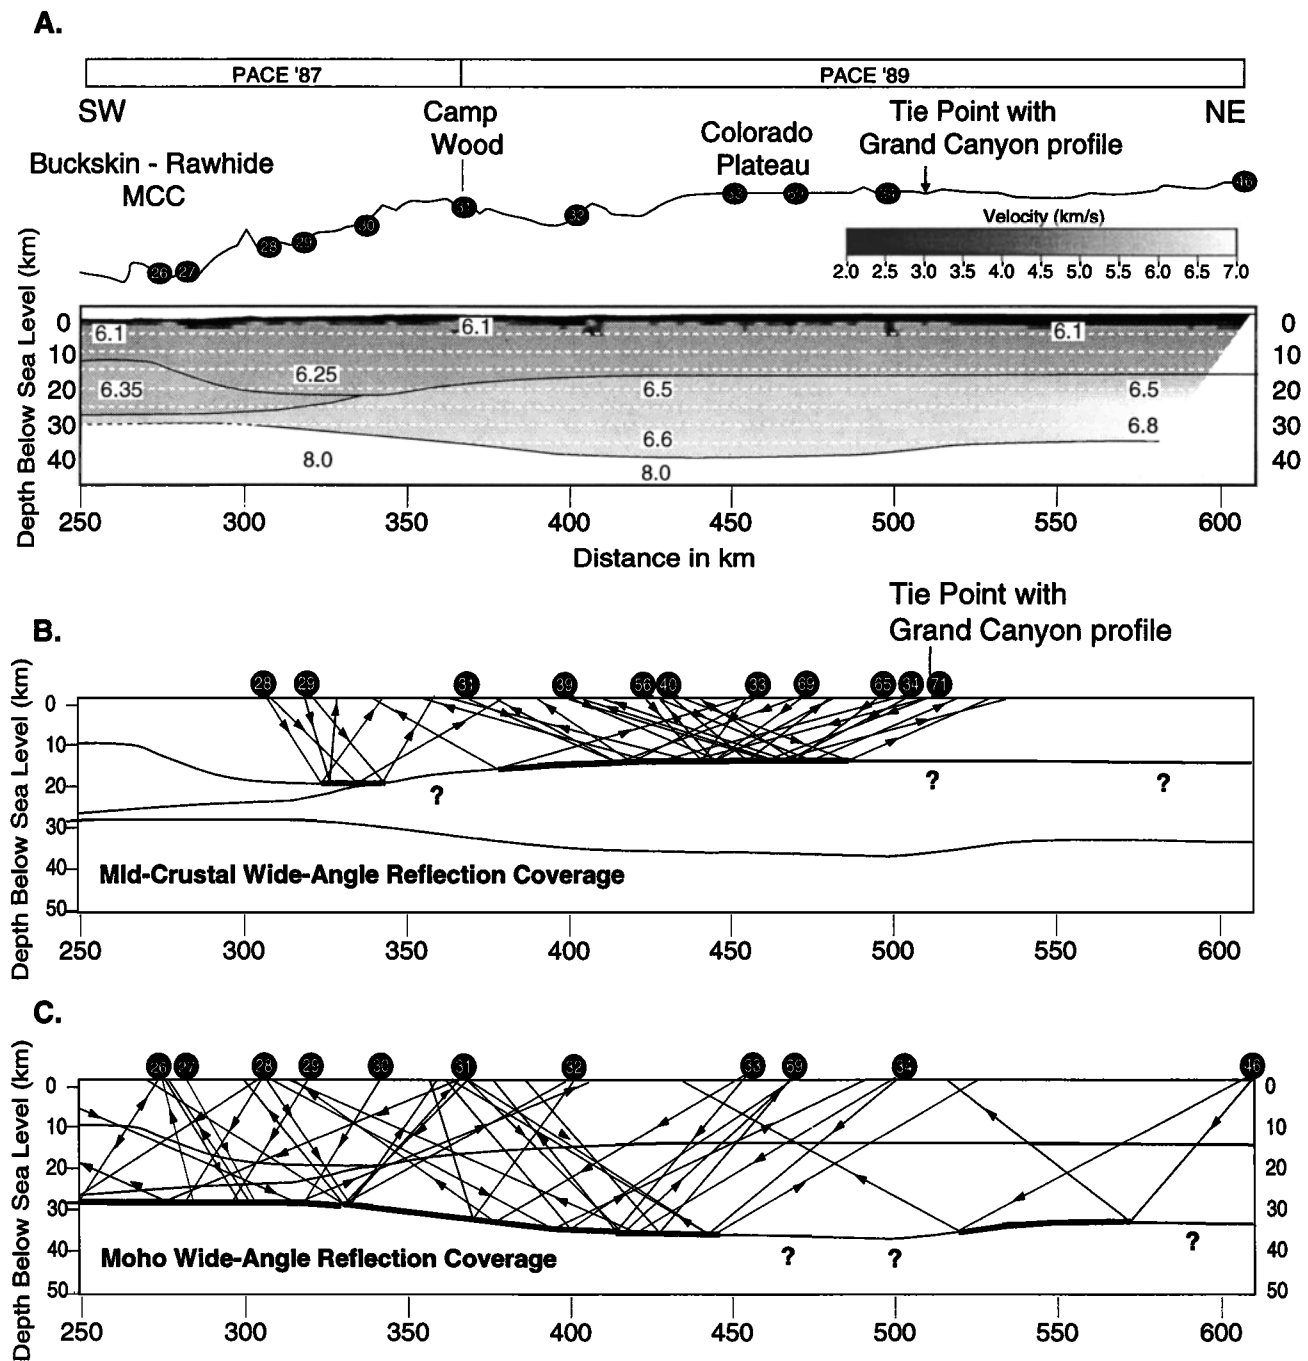 A.
PACE '87 PACE '89
SW
Camp
Wood
Tie Point with
Grand Canyon profile
NE
Colorado
Plateau
Buckskin - Rawhide
MCC
26 27 28 29 30 31 32 33 34 46
Velocity (km/s)
2.0 2.5 3.0 3.5 4.0 4.5 5.0 5.5 6.0 6.5 7.0
Depth Below Sea Level (km)
0 6.1 6.1 6.1 0
10 10
20 6.35 6.25 6.5 6.5 20
30 6.6 6.8 30
40 8.0 8.0 40
250 300 350 400 450 500 550 600
Distance in km
Tie Point with
Grand Canyon profile
B.
28 29 31 39 56 40 33 69 65 34 71
Depth Below Sea Level (km)
0
10
20 ? ? ?
30
40 MId-Crustal Wide-Angle Reflection Coverage
50
250 300 350 400 450 500 550 600
C.
26 27 28 29 30 31 32 33 69 34 46
Depth Below Sea Level (km)
0 0
10 10
20 20
30 30
40 Moho Wide-Angle Reflection Coverage ? ? ? 40
50 50
250 300 350 400 450 500 550 600